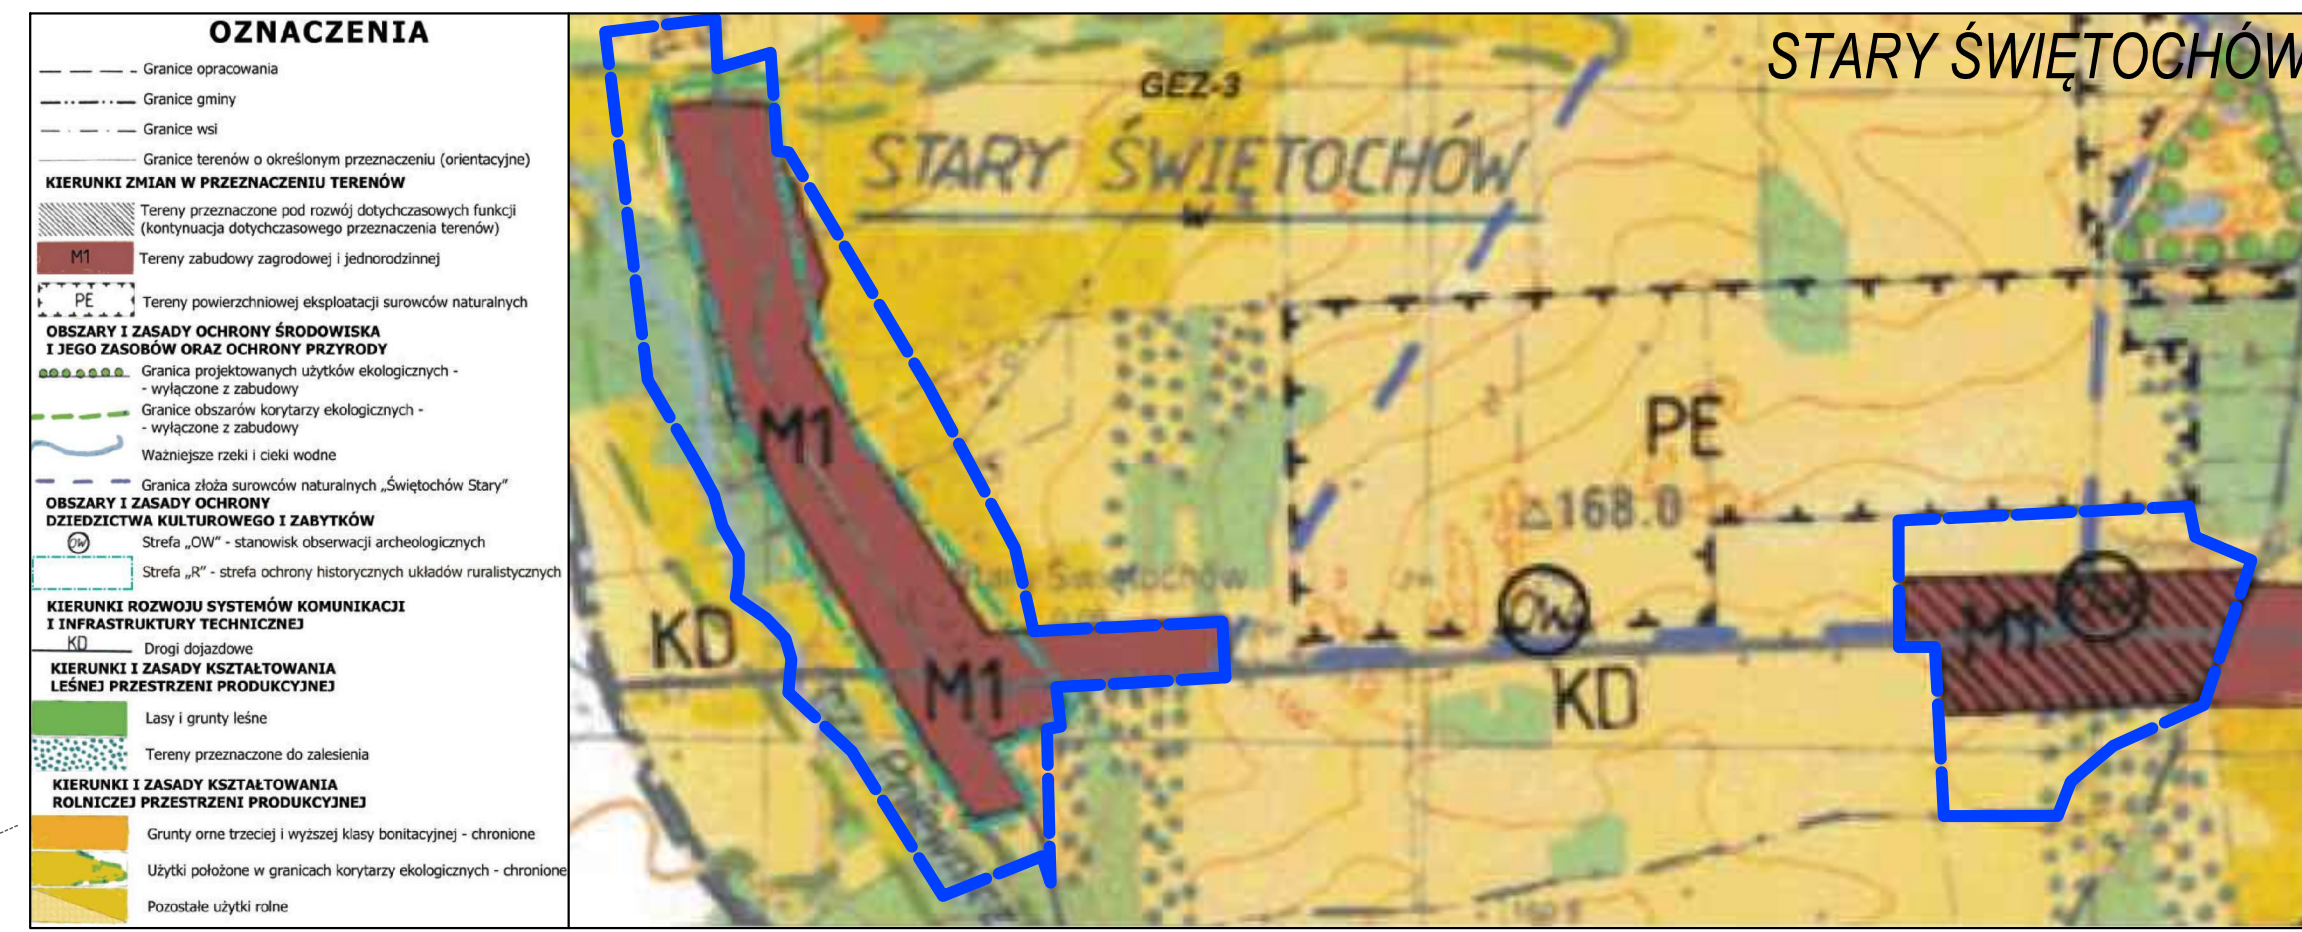 OZNACZENIA
Granice opracowania
Granice gminy
Granice wsi
Granice terenów o określonym przeznaczeniu (orientacyjne)
KIERUNKI ZMIAN W PRZEZNACZENIU TERENÓW
Tereny przeznaczone pod rozwój dotychczasowych funkcji
(kontynuacja dotychczasowego przeznaczenia terenów)
M1
Tereny zabudowy zagrodowej i jednorodzinnej
PE
Tereny powierzchniowej eksploatacji surowców naturalnych
OBSZARY I ZASADY OCHRONY ŚRODOWISKA
I JEGO ZASOBÓW ORAZ OCHRONY PRZYRODY
Granica projektowanych użytków ekologicznych -
- wyłączone z zabudowy
Granice obszarów korytarzy ekologicznych -
- wyłączone z zabudowy
Ważniejsze rzeki i cieki wodne
Granica złoża surowców naturalnych „Świętochów Stary”
OBSZARY I ZASADY OCHRONY
DZIEDZICTWA KULTUROWEGO I ZABYTKÓW
OW
Strefa „OW” - stanowisk obserwacji archeologicznych
Strefa „R” - strefa ochrony historycznych układów ruralistycznych
KIERUNKI ROZWOJU SYSTEMÓW KOMUNIKACJI
I INFRASTRUKTURY TECHNICZNEJ
KD
Drogi dojazdowe
KIERUNKI I ZASADY KSZTAŁTOWANIA
LEŚNEJ PRZESTRZENI PRODUKCYJNEJ
Lasy i grunty leśne
Tereny przeznaczone do zalesienia
KIERUNKI I ZASADY KSZTAŁTOWANIA
ROLNICZEJ PRZESTRZENI PRODUKCYJNEJ
Grunty orne trzeciej i wyższej klasy bonitacyjnej - chronione
Użytki położone w granicach korytarzy ekologicznych - chronione
Pozostałe użytki rolne
STARY ŚWIĘTOCHÓW
GEZ-3
STARY ŚWIĘTOCHÓW
W
M1
PE
168.0
KD
OW
M1
OW
M1
KD